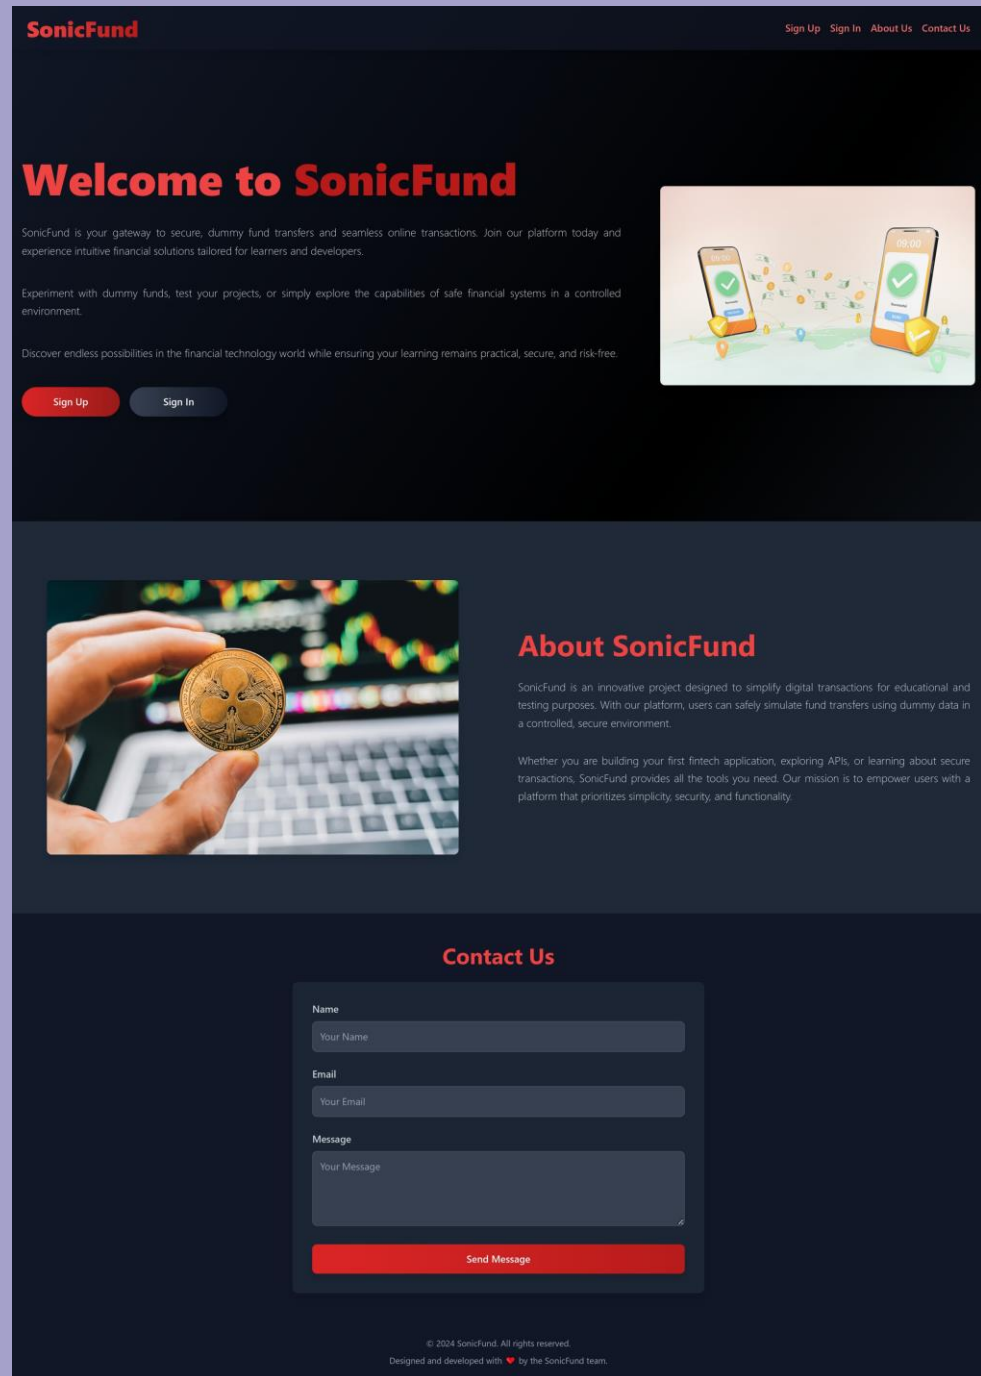 SonicFund
Sign Up Sign In About Us Contact Us
Welcome to SonicFund
SonicFund is your gateway to secure, dummy fund transfers and seamless online transactions. Join our platform today and
experience intuitive financial solutions tailored for learners and developers.
Experiment with dummy funds, test your projects, or simply explore the capabilities of safe financial systems in a controlled
environment.
Discover endless possibilities in the financial technology world while ensuring your learning remains practical, secure, and risk-free.
Sign Up Sign In
09:00
09:00
About SonicFund
SonicFund is an innovative project designed to simplify digital transactions for educational and
testing purposes. With our platform, users can safely simulate fund transfers using dummy data in
a controlled, secure environment.
Whether you are building your first fintech application, exploring APIs, or learning about secure
transactions, SonicFund provides all the tools you need. Our mission is to empower users with a
platform that prioritizes simplicity, security, and functionality.
Contact Us
Name
Your Name
Email
Your Email
Message
Your Message
Send Message
© 2024 SonicFund. All rights reserved.
Designed and developed with ❤ by the SonicFund team.